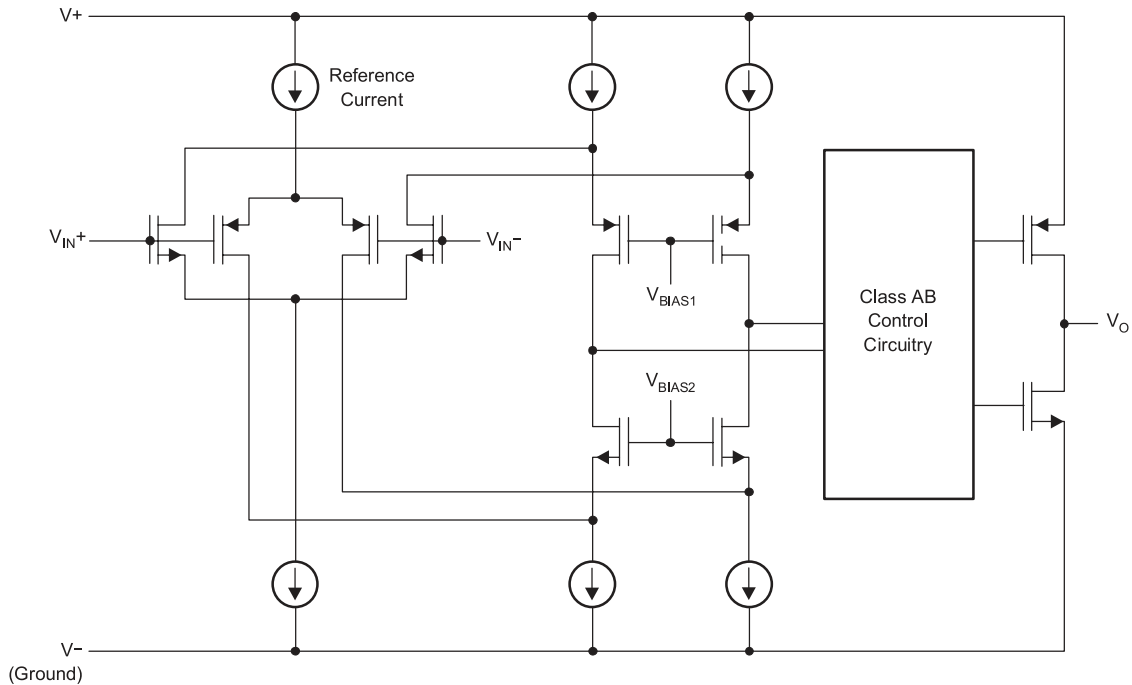 V+
Reference
Current
VIN+
VIN−
VBIAS1
VBIAS2
Class AB
Control
Circuitry
VO
V−
(Ground)